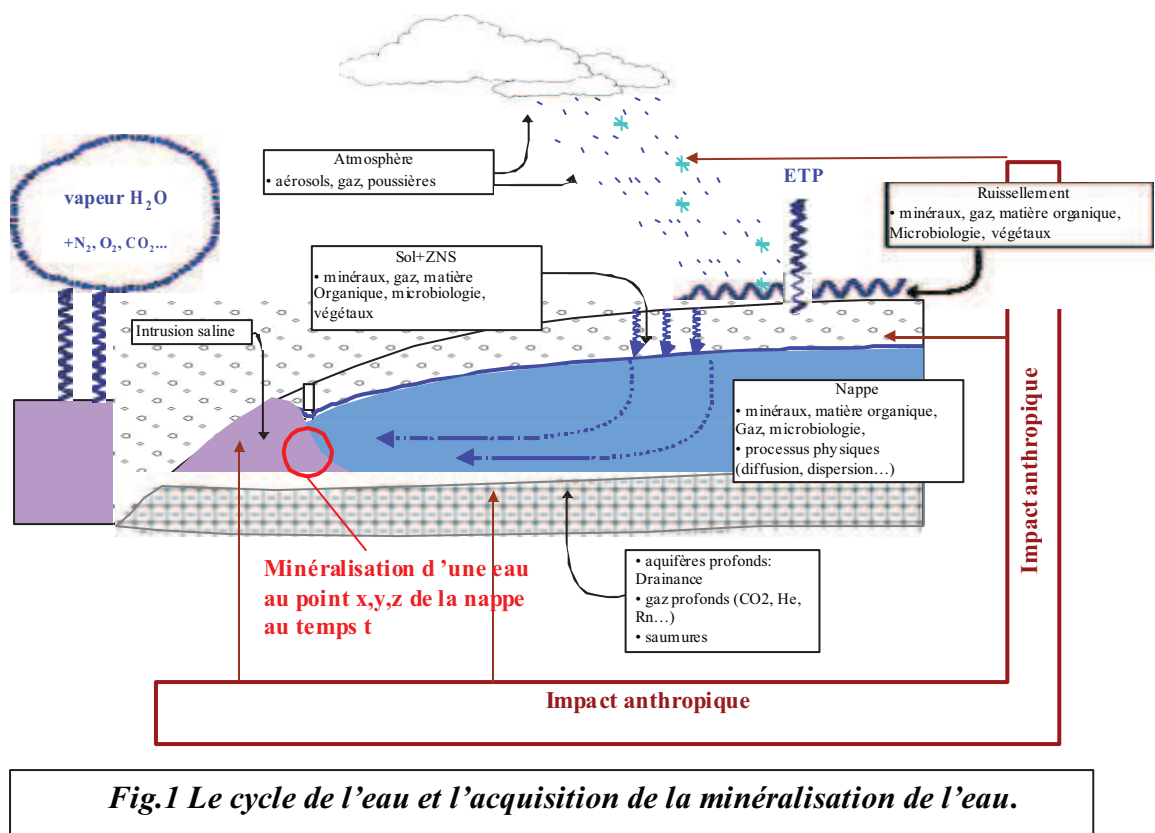 Atmosphère
• aérosols, gaz, poussières
vapeur H₂O
+N₂, O₂, CO₂...
ETP
Ruissellement
• minéraux, gaz, matière organique,
Microbiologie, végétaux
Sol+ZNS
• minéraux, gaz, matière
Organique, microbiologie,
végétaux
Intrusion saline
Nappe
• minéraux, matière organique,
Gaz, microbiologie,
• processus physiques
(diffusion, dispersion…)
Minéralisation d ’une eau
au point x,y,z de la nappe
au temps t
• aquifères profonds:
Drainance
• gaz profonds (CO2, He,
Rn…)
• saumures
Impact anthropique
Impact anthropique
Fig.1 Le cycle de l’eau et l’acquisition de la minéralisation de l’eau.